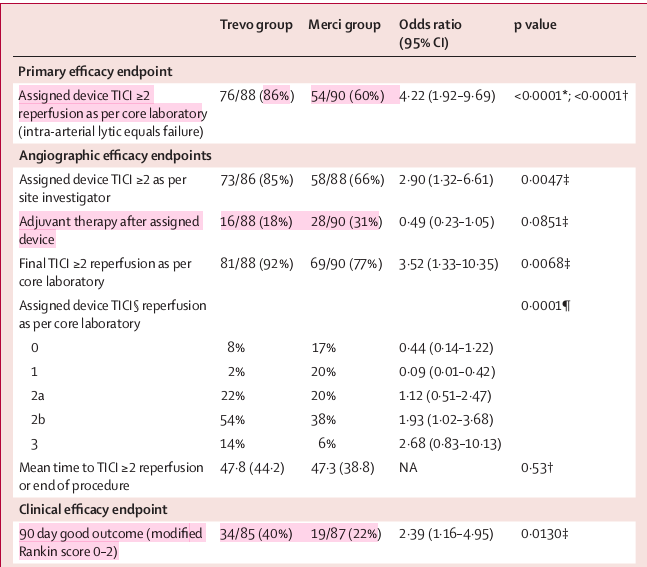 Trevo group Merci group Odds ratio p value
(95% CI)
Primary efficacy endpoint
Assigned device TICI ≥2 76/88 (86%) 54/90 (60%) 4·22 (1·92–9·69) <0·0001*; <0·0001†
reperfusion as per core laboratory
(intra-arterial lytic equals failure)
Angiographic efficacy endpoints
Assigned device TICI ≥2 as per 73/86 (85%) 58/88 (66%) 2·90 (1·32–6·61) 0·0047‡
site investigator
Adjuvant therapy after assigned 16/88 (18%) 28/90 (31%) 0·49 (0·23–1·05) 0·0851‡
device
Final TICI ≥2 reperfusion as per 81/88 (92%) 69/90 (77%) 3·52 (1·33–10·35) 0·0068‡
core laboratory
Assigned device TICI§ reperfusion 0·0001¶
as per core laboratory
0 8% 17% 0·44 (0·14–1·22)
1 2% 20% 0·09 (0·01–0·42)
2a 22% 20% 1·12 (0·51–2·47)
2b 54% 38% 1·93 (1·02–3·68)
3 14% 6% 2·68 (0·83–10·13)
Mean time to TICI ≥2 reperfusion 47·8 (44·2) 47·3 (38·8) NA 0·53†
or end of procedure
Clinical efficacy endpoint
90 day good outcome (modified 34/85 (40%) 19/87 (22%) 2·39 (1·16–4·95) 0·0130‡
Rankin score 0–2)